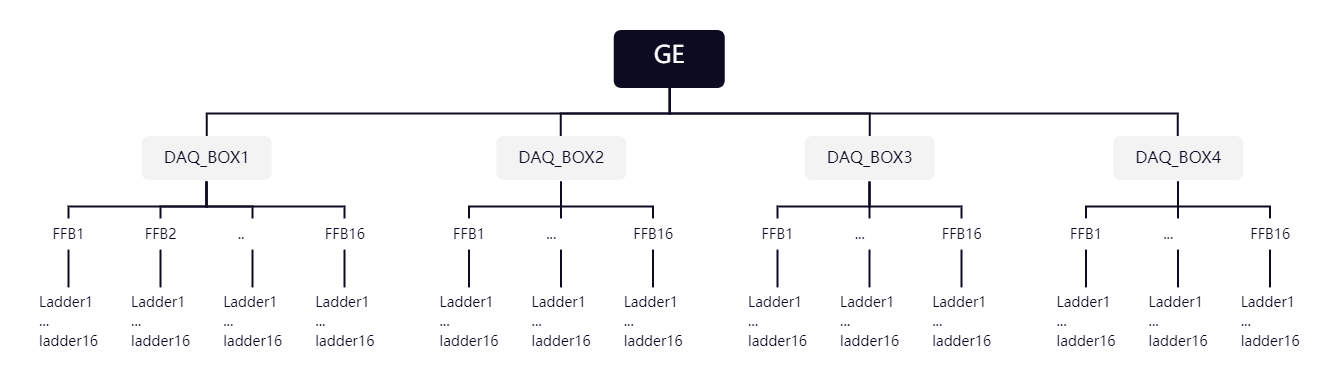 GE
DAQ_BOX1 DAQ_BOX2 DAQ_BOX3 DAQ_BOX4
FFB1 FFB2 .. FFB16 FFB1 ... FFB16 FFB1 ... FFB16 FFB1 ... FFB16
Ladder1 Ladder1 Ladder1 Ladder1 Ladder1 Ladder1 Ladder1 Ladder1 Ladder1 Ladder1 Ladder1 Ladder1 Ladder1
... ... ... ... ... ... ... ... ... ... ... ... ...
ladder16 ladder16 ladder16 ladder16 ladder16 ladder16 ladder16 ladder16 ladder16 ladder16 ladder16 ladder16 ladder16